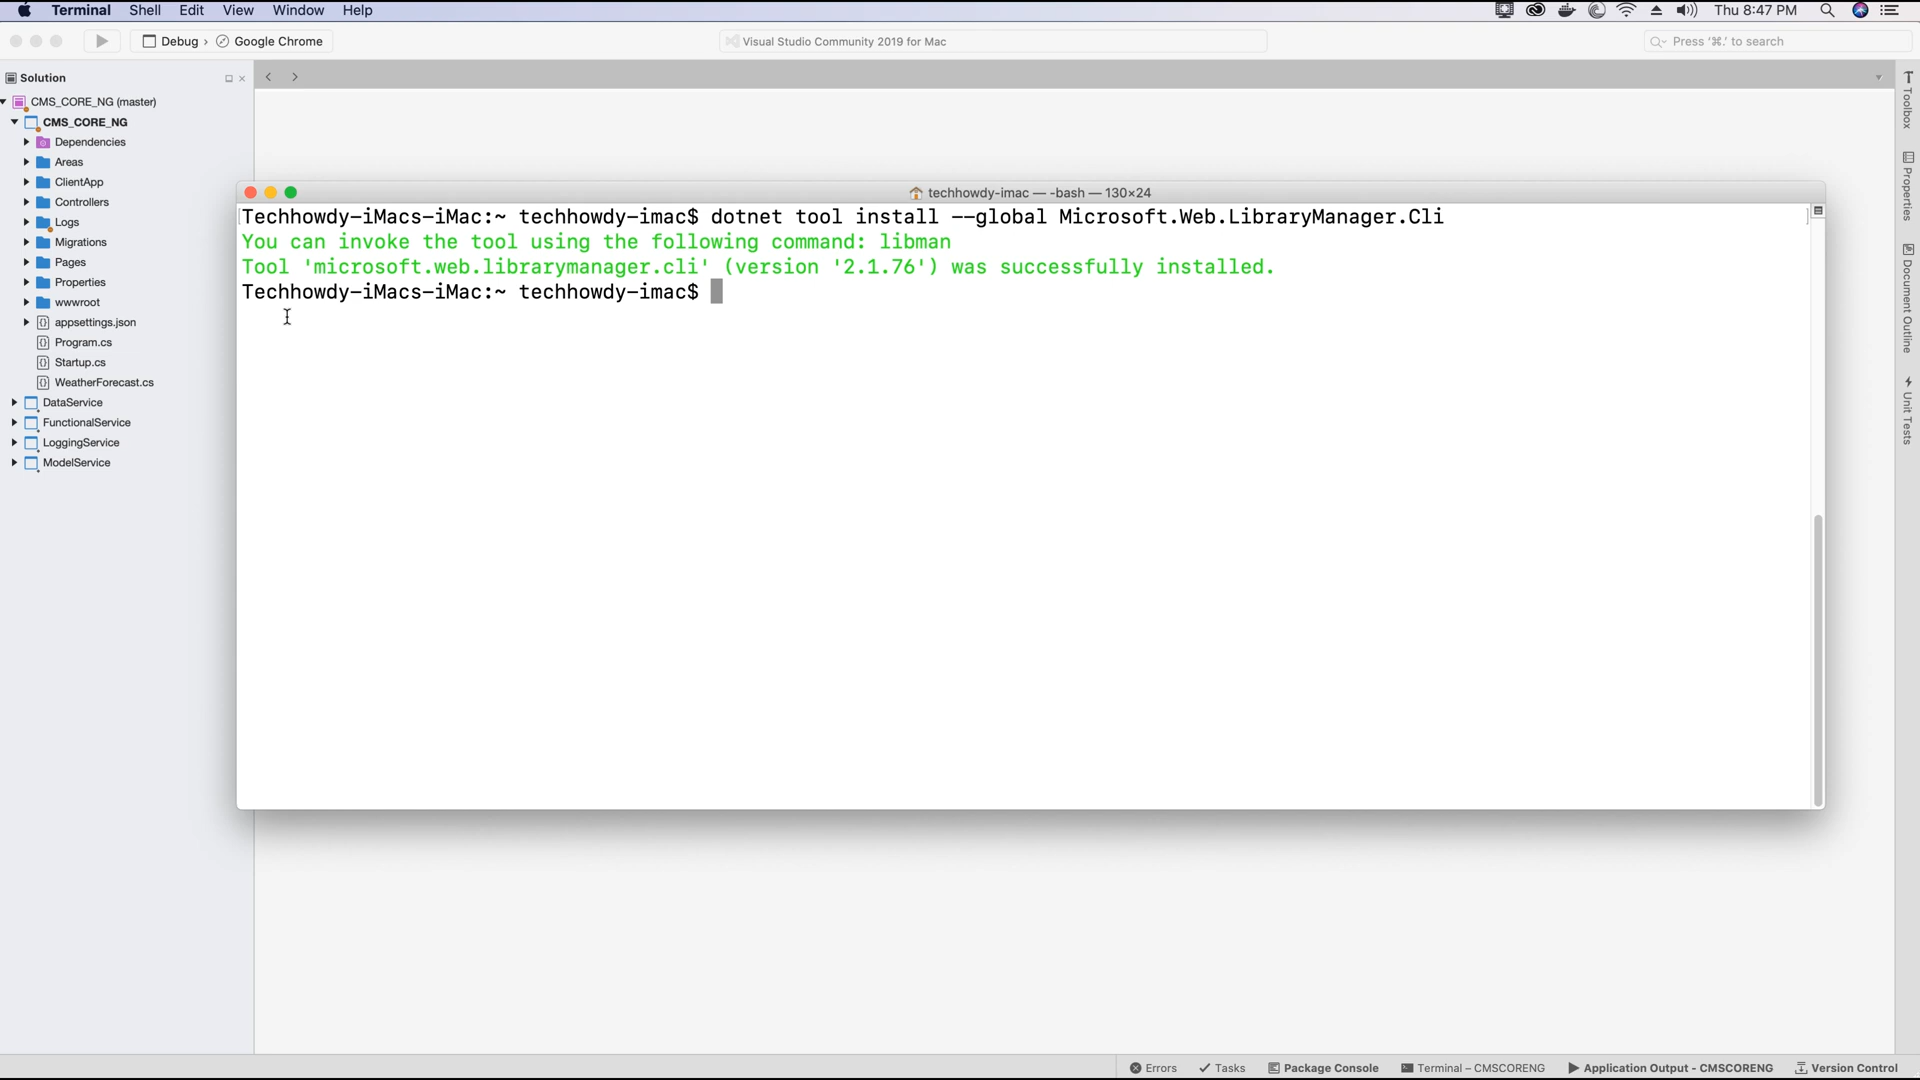 Terminal Shell Edit View Window Help Thu 8:47 PM
Debug › Google Chrome Visual Studio Community 2019 for Mac Press '⌘.' to search
Solution
CMS_CORE_NG (master)
CMS_CORE_NG
Dependencies
Areas
ClientApp
Controllers
Logs
Migrations
Pages
Properties
wwwroot
appsettings.json
Program.cs
Startup.cs
WeatherForecast.cs
DataService
FunctionalService
LoggingService
ModelService
techhowdy-imac — -bash — 130×24
Techhowdy-iMacs-iMac:~ techhowdy-imac$ dotnet tool install --global Microsoft.Web.LibraryManager.Cli
You can invoke the tool using the following command: libman
Tool 'microsoft.web.librarymanager.cli' (version '2.1.76') was successfully installed.
Techhowdy-iMacs-iMac:~ techhowdy-imac$
Toolbox
Properties
Document Outline
Unit Tests
Errors Tasks Package Console Terminal – CMSCORENG Application Output - CMSCORENG Version Control